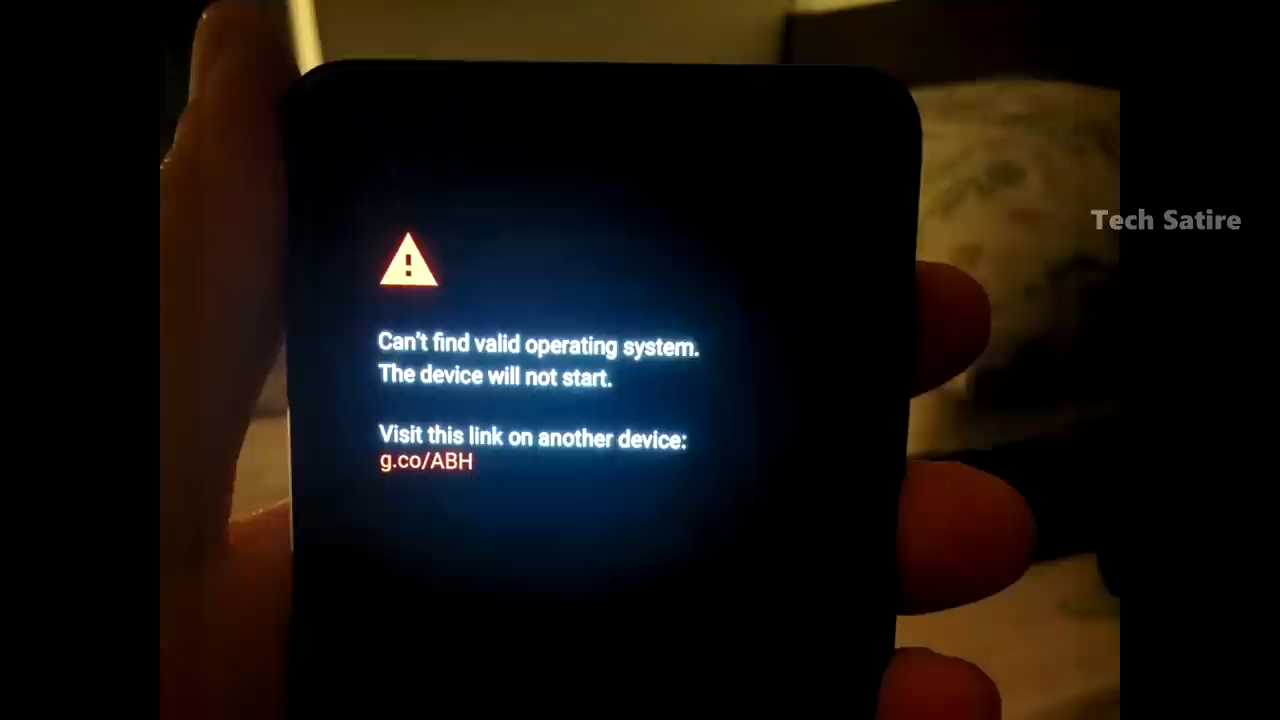 Tech Satire
Can't find valid operating system.
The device will not start.
Visit this link on another device:
g.co/ABH